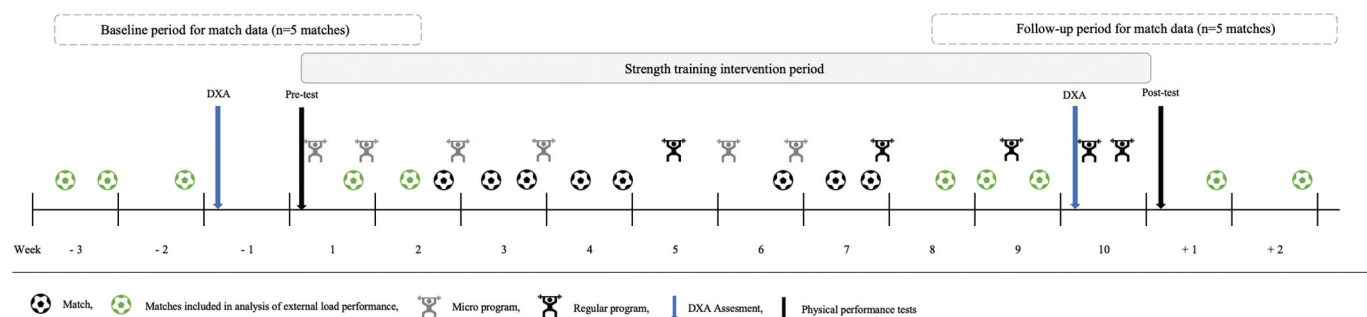 Baseline period for match data (n=5 matches)
Follow-up period for match data (n=5 matches)
Strength training intervention period
DXA
Pre-test
DXA
Post-test
Week - 3 - 2 - 1 1 2 3 4 5 6 7 8 9 10 + 1 + 2
Match, Matches included in analysis of external load performance, Micro program, Regular program, DXA Assesment, Physical performance tests